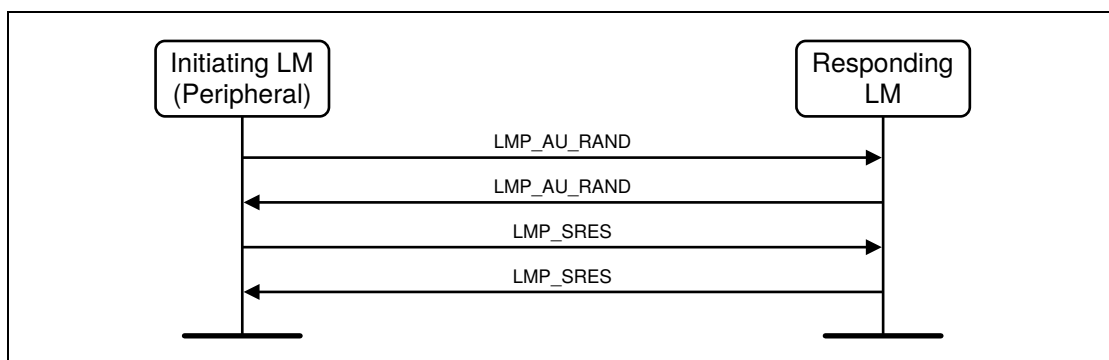 Initiating LM
(Peripheral)
Responding
LM
LMP_AU_RAND
LMP_AU_RAND
LMP_SRES
LMP_SRES